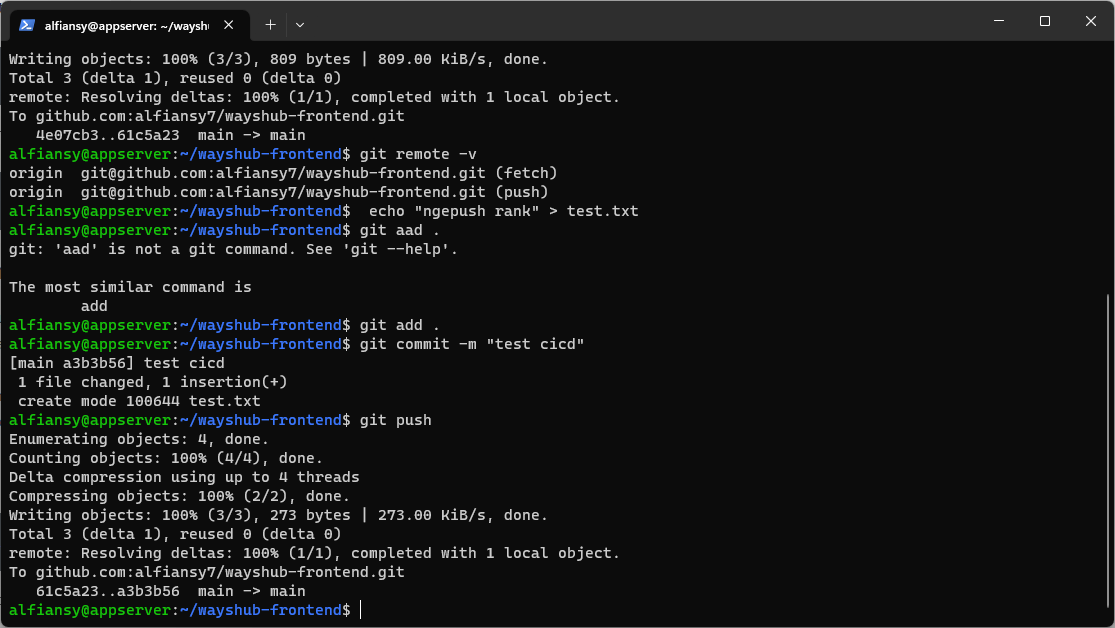 alfiansy@appserver: ~/waysh
Writing objects: 100% (3/3), 809 bytes | 809.00 KiB/s, done.
Total 3 (delta 1), reused 0 (delta 0)
remote: Resolving deltas: 100% (1/1), completed with 1 local object.
To github.com:alfiansy7/wayshub-frontend.git
   4e07cb3..61c5a23  main -> main
alfiansy@appserver:~/wayshub-frontend$ git remote -v
origin  git@github.com:alfiansy7/wayshub-frontend.git (fetch)
origin  git@github.com:alfiansy7/wayshub-frontend.git (push)
alfiansy@appserver:~/wayshub-frontend$  echo "ngepush rank" > test.txt
alfiansy@appserver:~/wayshub-frontend$ git aad .
git: 'aad' is not a git command. See 'git --help'.

The most similar command is
        add
alfiansy@appserver:~/wayshub-frontend$ git add .
alfiansy@appserver:~/wayshub-frontend$ git commit -m "test cicd"
[main a3b3b56] test cicd
 1 file changed, 1 insertion(+)
 create mode 100644 test.txt
alfiansy@appserver:~/wayshub-frontend$ git push
Enumerating objects: 4, done.
Counting objects: 100% (4/4), done.
Delta compression using up to 4 threads
Compressing objects: 100% (2/2), done.
Writing objects: 100% (3/3), 273 bytes | 273.00 KiB/s, done.
Total 3 (delta 1), reused 0 (delta 0)
remote: Resolving deltas: 100% (1/1), completed with 1 local object.
To github.com:alfiansy7/wayshub-frontend.git
   61c5a23..a3b3b56  main -> main
alfiansy@appserver:~/wayshub-frontend$